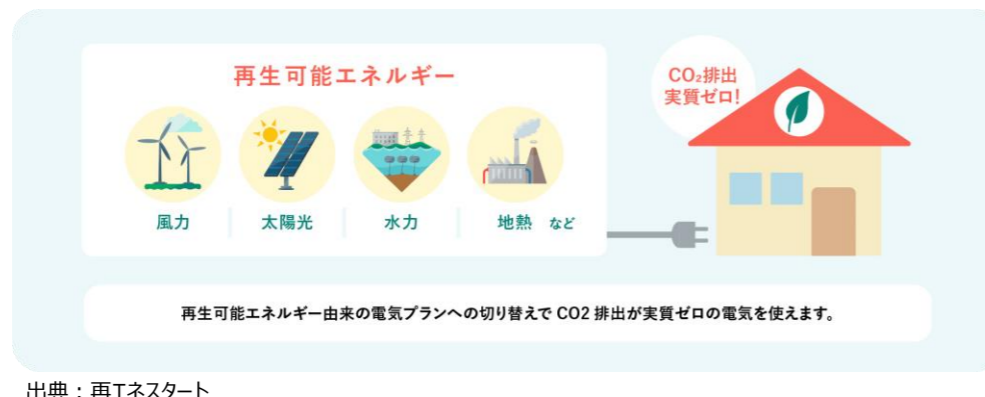 再生可能エネルギー
CO₂排出
実質ゼロ!
風力
太陽光
水力
地熱 など
再生可能エネルギー由来の電気プランへの切り替えで CO2 排出が実質ゼロの電気を使えます。
出典：再エネスタート